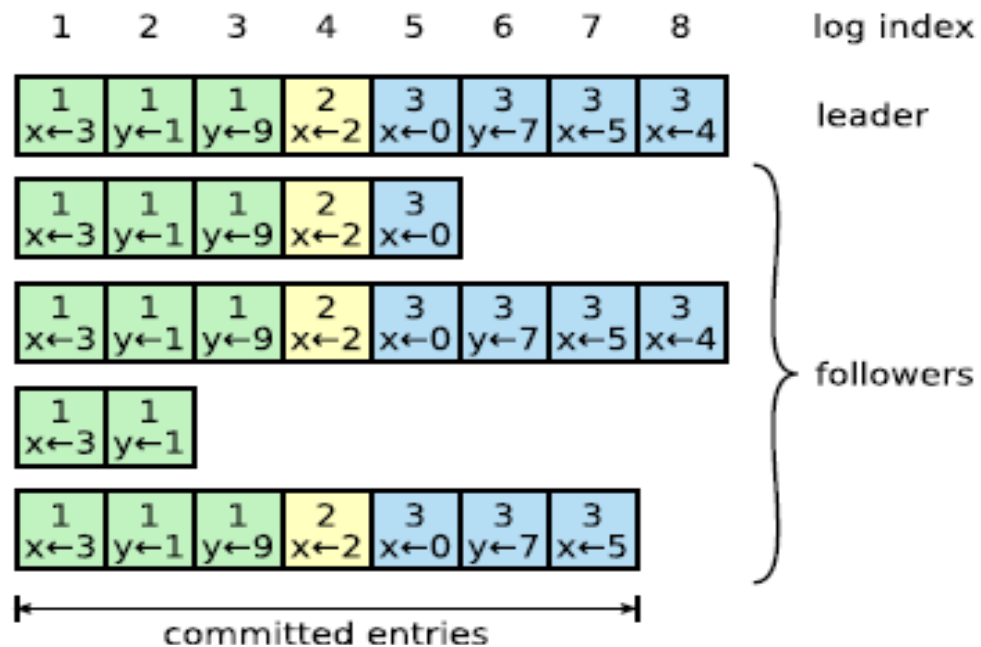 1 2 3 4 5 6 7 8 log index
1 1 1 2 3 3 3 3
x←3 y←1 y←9 x←2 x←0 y←7 x←5 x←4
leader
1 1 1 2 3
x←3 y←1 y←9 x←2 x←0
1 1 1 2 3 3 3 3
x←3 y←1 y←9 x←2 x←0 y←7 x←5 x←4
followers
1 1
x←3 y←1
1 1 1 2 3 3 3
x←3 y←1 y←9 x←2 x←0 y←7 x←5
committed entries